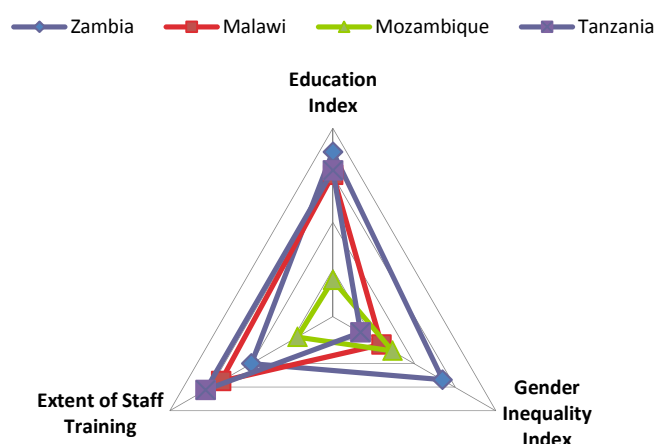 Zambia Malawi Mozambique Tanzania
Education
Index
Extent of Staff
Training
Gender
Inequality
Index